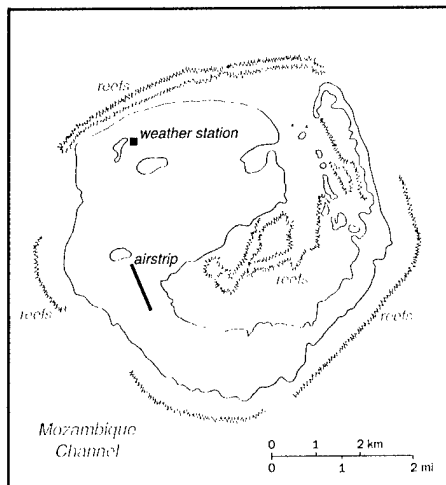 reefs
weather station
airstrip
reefs
reefs
reefs
Mozambique
Channel
0 1 2 km
0 1 2 mi